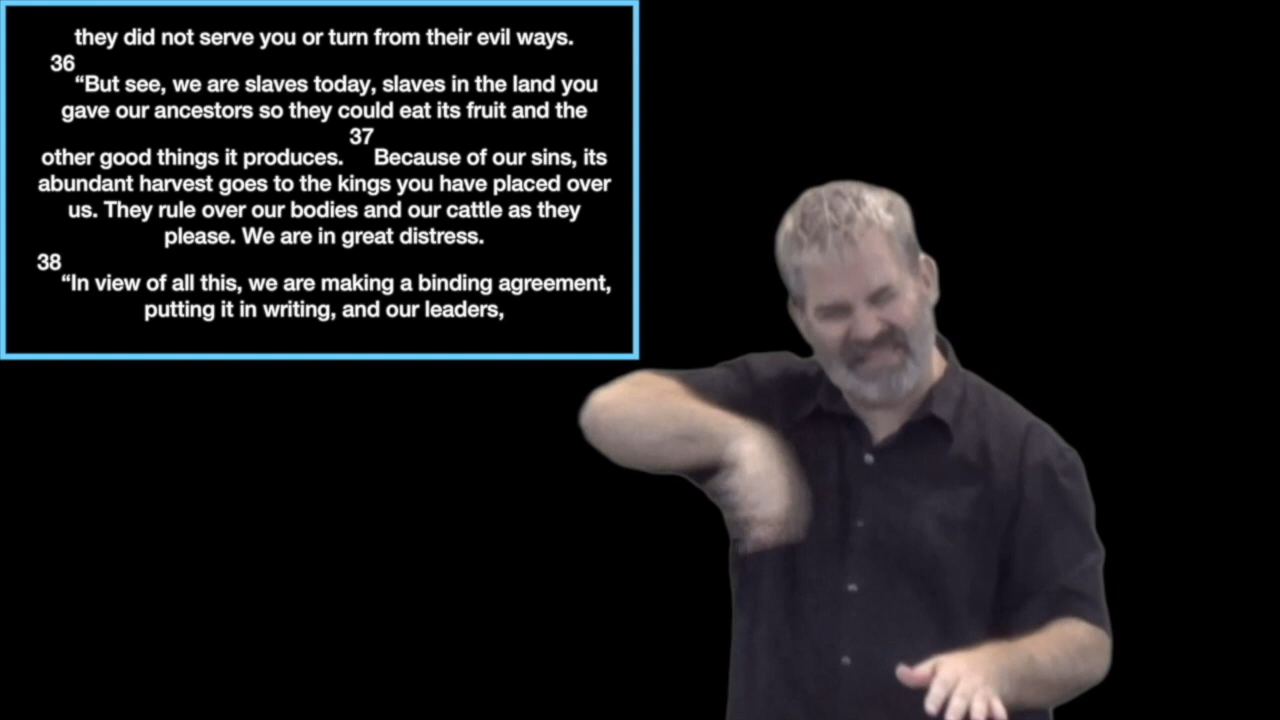 they did not serve you or turn from their evil ways.
36 “But see, we are slaves today, slaves in the land you
gave our ancestors so they could eat its fruit and the
other good things it produces. 37 Because of our sins, its
abundant harvest goes to the kings you have placed over
us. They rule over our bodies and our cattle as they
please. We are in great distress.
38 “In view of all this, we are making a binding agreement,
putting it in writing, and our leaders,